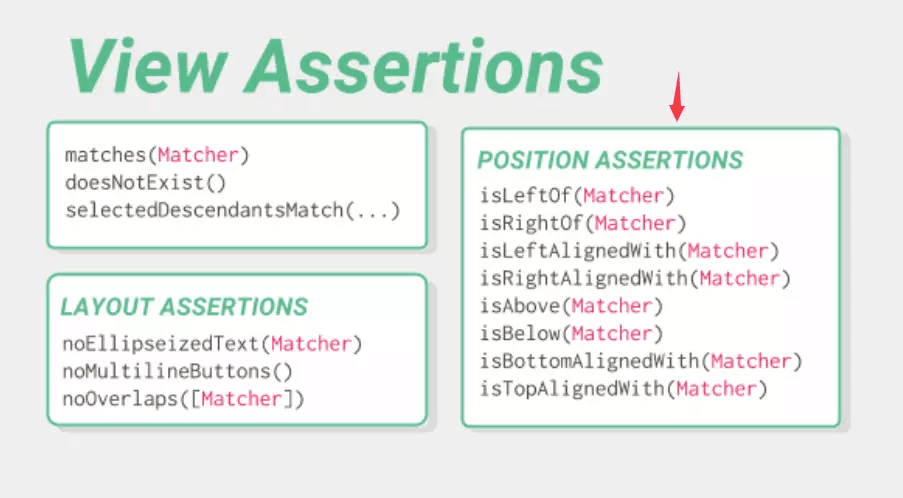 View Assertions
matches(Matcher)
doesNotExist()
selectedDescendantsMatch(...)
LAYOUT ASSERTIONS
noEllipseizedText(Matcher)
noMultilineButtons()
noOverlaps([Matcher])
POSITION ASSERTIONS
isLeftOf(Matcher)
isRightOf(Matcher)
isLeftAlignedWith(Matcher)
isRightAlignedWith(Matcher)
isAbove(Matcher)
isBelow(Matcher)
isBottomAlignedWith(Matcher)
isTopAlignedWith(Matcher)